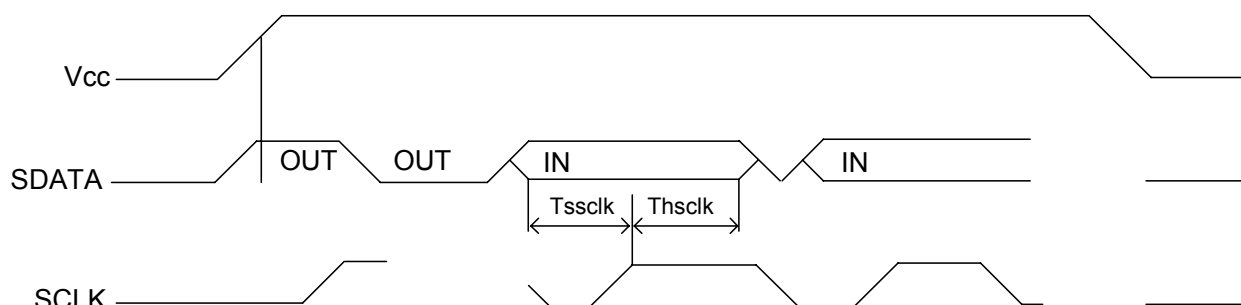 Vcc
SDATA OUT OUT IN IN
Tssclk Thsclk
SCLK